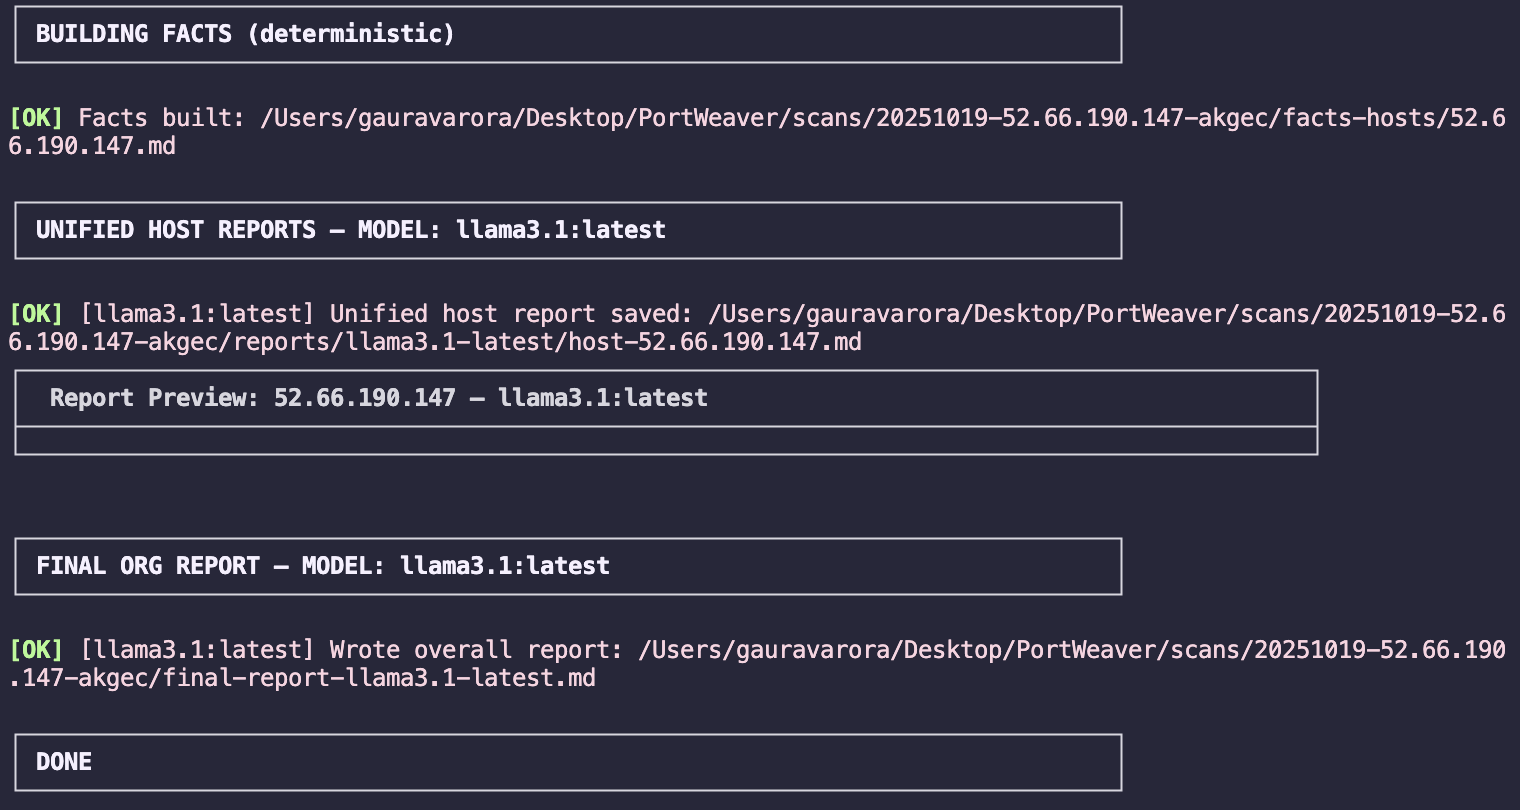 BUILDING FACTS (deterministic)
[OK] Facts built: /Users/gauravarora/Desktop/PortWeaver/scans/20251019-52.66.190.147-akgec/facts-hosts/52.6
6.190.147.md
UNIFIED HOST REPORTS — MODEL: llama3.1:latest
[OK] [llama3.1:latest] Unified host report saved: /Users/gauravarora/Desktop/PortWeaver/scans/20251019-52.6
6.190.147-akgec/reports/llama3.1-latest/host-52.66.190.147.md
Report Preview: 52.66.190.147 — llama3.1:latest
FINAL ORG REPORT — MODEL: llama3.1:latest
[OK] [llama3.1:latest] Wrote overall report: /Users/gauravarora/Desktop/PortWeaver/scans/20251019-52.66.190
.147-akgec/final-report-llama3.1-latest.md
DONE